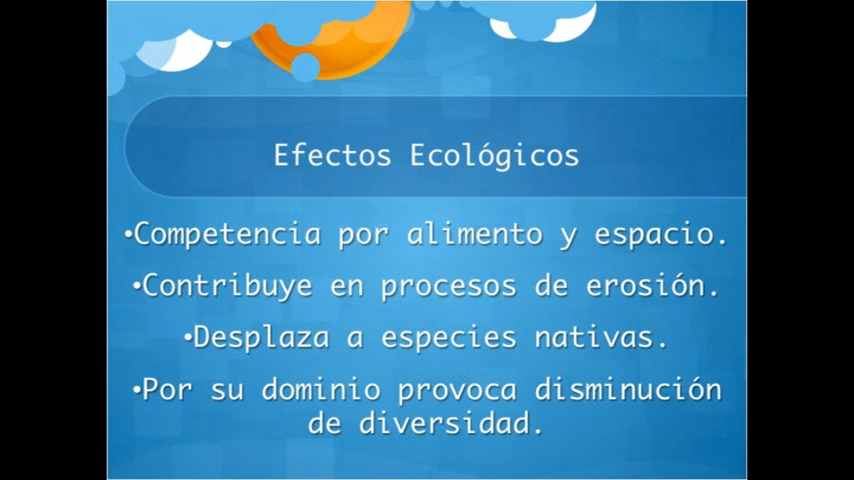 Efectos Ecológicos
•Competencia por alimento y espacio.
•Contribuye en procesos de erosión.
•Desplaza a especies nativas.
•Por su dominio provoca disminución
de diversidad.